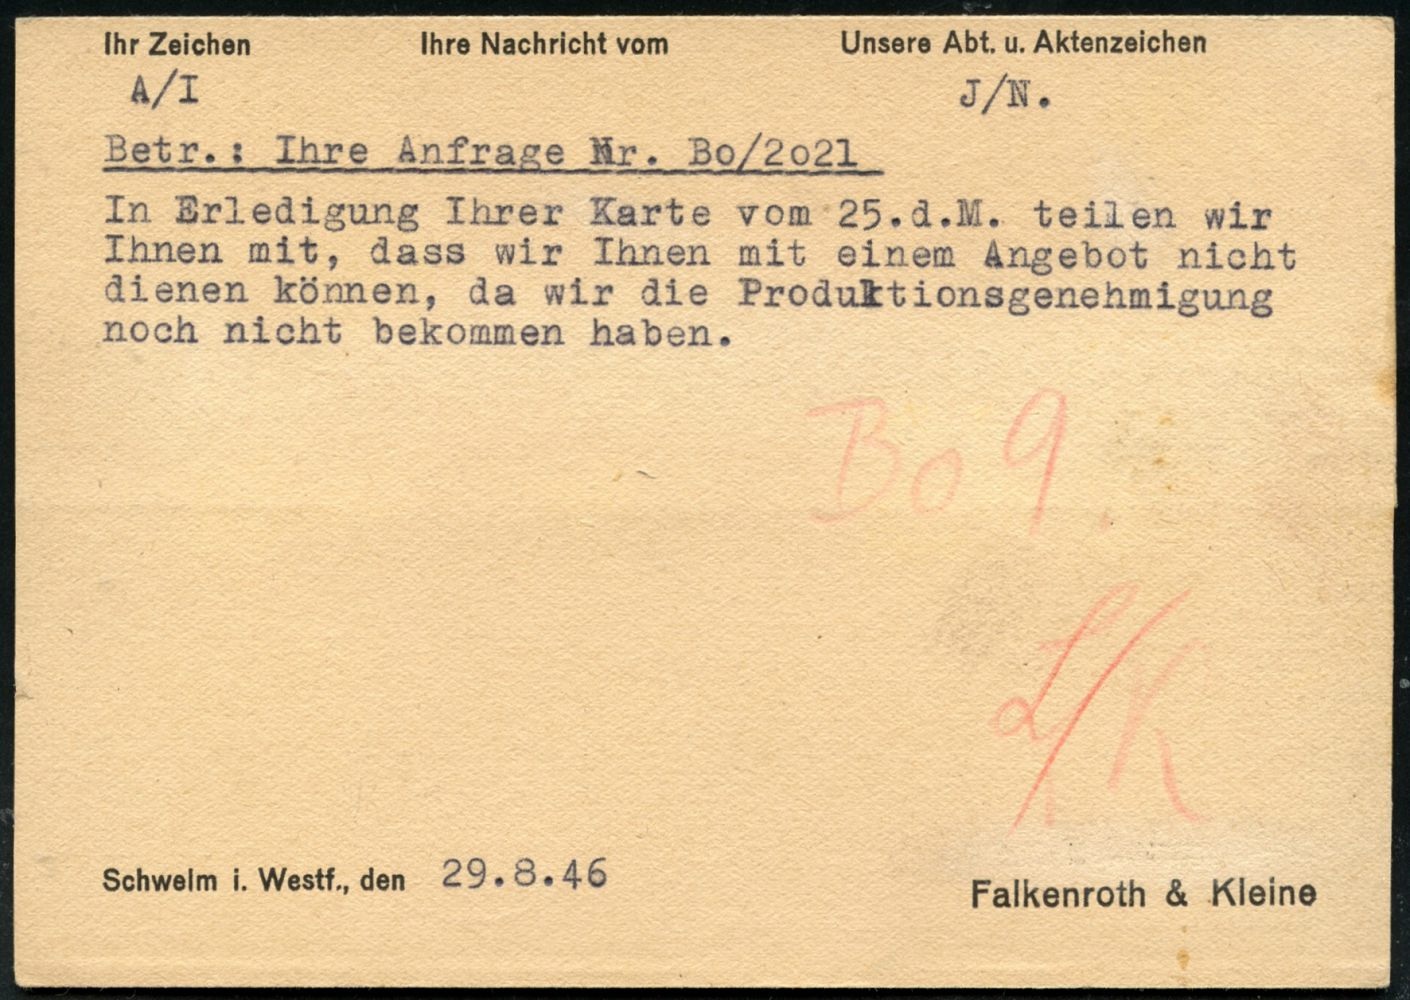 Ihr Zeichen Ihre Nachricht vom Unsere Abt. u. Aktenzeichen
A/I J/N.
Betr.: Ihre Anfrage Nr. Bo/2o21
In Erledigung Ihrer Karte vom 25.d.M. teilen wir
Ihnen mit, dass wir Ihnen mit einem Angebot nicht
dienen können, da wir die Produktionsgenehmigung
noch nicht bekommen haben.
Bo 9.
L/K
Schwelm i. Westf., den 29.8.46
Falkenroth & Kleine